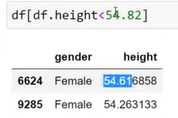 df[df.height<54.82]
gender height
6624 Female 54.616858
9285 Female 54.263133